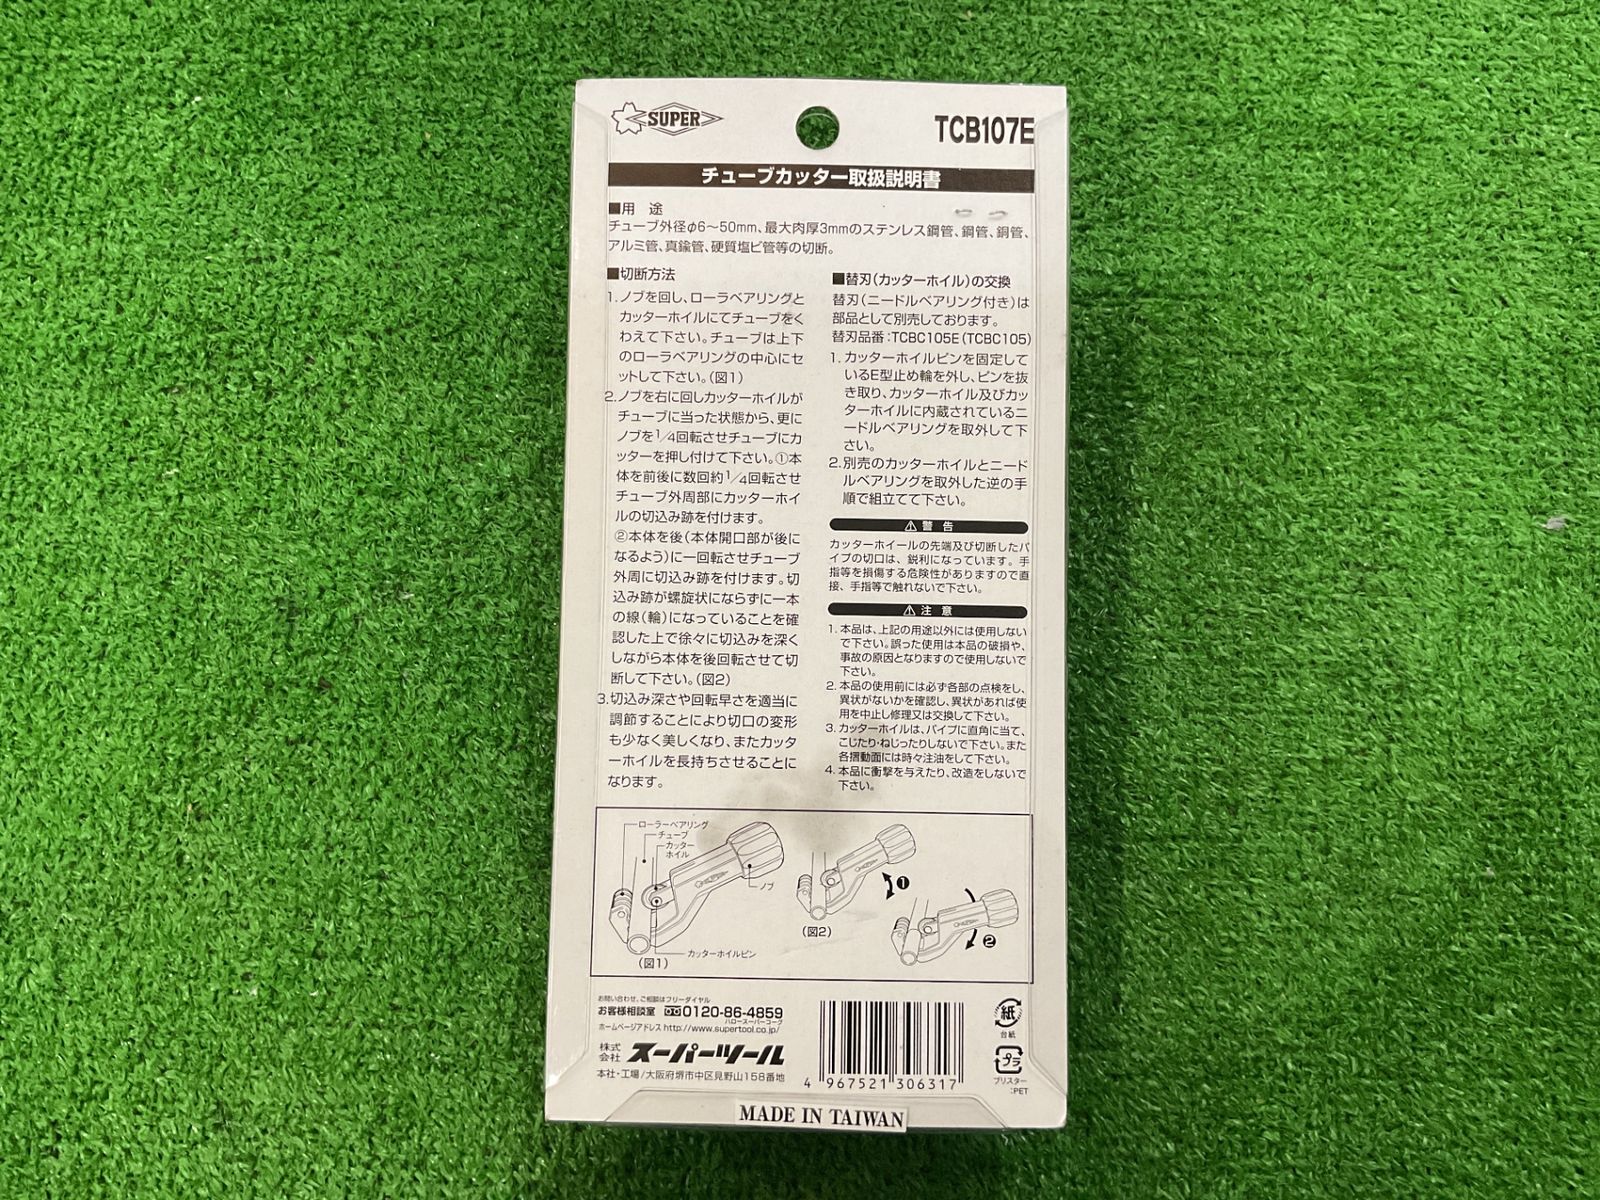 SUPER
TCB107E
チューブカッター取扱説明書
■用 途
チューブ外径φ6〜50mm、最大肉厚3mmのステンレス鋼管、鋼管、銅管、
アルミ管、真鍮管、硬質塩ビ管等の切断。
■切断方法
1.ノブを回し、ローラベアリングと
カッターホイルにてチューブをく
わえて下さい。チューブは上下
のローラベアリングの中心にセ
ットして下さい。(図1)
2.ノブを右に回しカッターホイルが
チューブに当った状態から、更に
ノブを1/4回転させチューブにカ
ッターを押し付けて下さい。①本
体を前後に数回約1/4回転させ
チューブ外周部にカッターホイ
ルの切込み跡を付けます。
②本体を後(本体開口部が後に
なるよう)に一回転させチューブ
外周に切込み跡を付けます。切
込み跡が螺旋状にならずに一本
の線(輪)になっていることを確
認した上で徐々に切込みを深く
しながら本体を後回転させて切
断して下さい。(図2)
3.切込み深さや回転早さを適当に
調節することにより切口の変形
も少なく美しくなり、またカッタ
ーホイルを長持ちさせることに
なります。
■替刃(カッターホイル)の交換
替刃(ニードルベアリング付き)は
部品として別売しております。
替刃品番:TCBC105E(TCBC105)
1.カッターホイルピンを固定して
いるE型止め輪を外し、ピンを抜
き取り、カッターホイル及びカッ
ターホイルに内蔵されているニ
ードルベアリングを取外して下
さい。
2.別売のカッターホイルとニード
ルベアリングを取外した逆の手
順で組立てて下さい。
⚠警 告
カッターホイールの先端及び切断したパ
イプの切口は、鋭利になっています。手
指等を損傷する危険性がありますので直
接、手指等で触れないで下さい。
⚠注 意
1.本品は、上記の用途以外には使用しない
で下さい。誤った使用は本品の破損や、
事故の原因となりますので使用しないで
下さい。
2.本品の使用前には必ず各部の点検をし、
異状がないかを確認し、異状があれば使
用を中止し修理又は交換して下さい。
3.カッターホイルは、パイプに直角に当て、
こじたり・ねじったりしないで下さい。また
各摺動面には時々注油をして下さい。
4.本品に衝撃を与えたり、改造をしないで
下さい。
ローラーベアリング
チューブ
カッター
ホイル
ノブ
カッターホイルピン
(図1)
❶
(図2)
❷
お問い合わせ、ご相談はフリーダイヤル
お客様相談室 0120-86-4859
ハロースーパーコーク
ホームページアドレス http://www.supertool.co.jp/
株式
会社 スーパーツール
本社・工場/大阪府堺市中区見野山158番地
4 967521 306317
紙
台紙
プラ
ブリスター
:PET
MADE IN TAIWAN